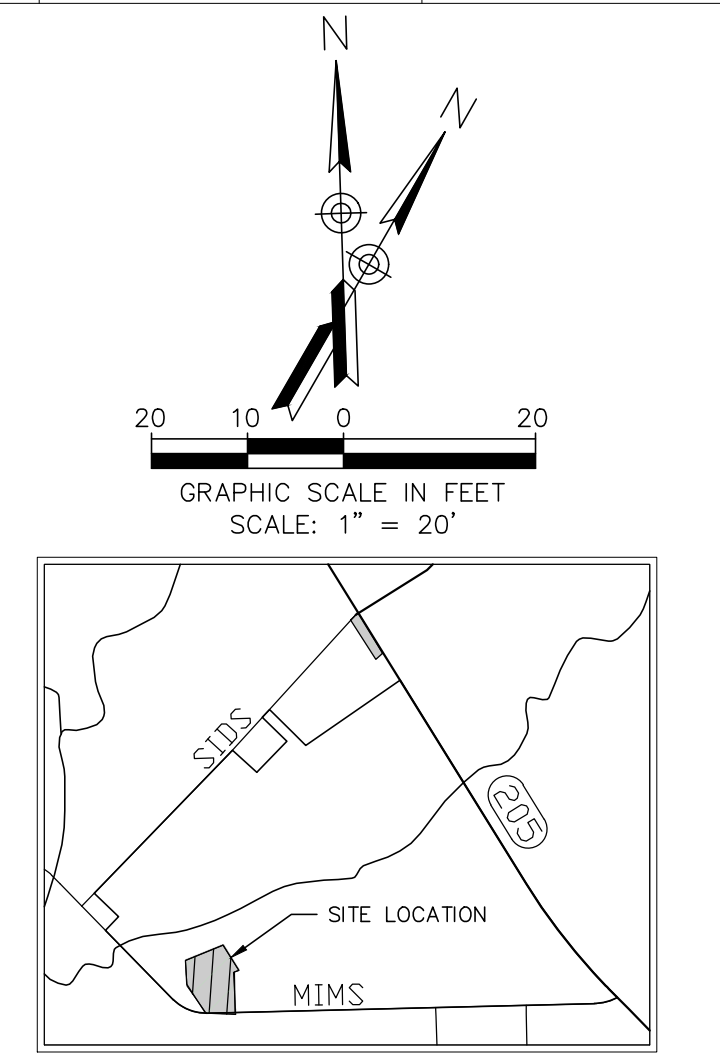 N
N
20 10 0 20
GRAPHIC SCALE IN FEET
SCALE: 1" = 20'
SIDS
205
SITE LOCATION
MIMS